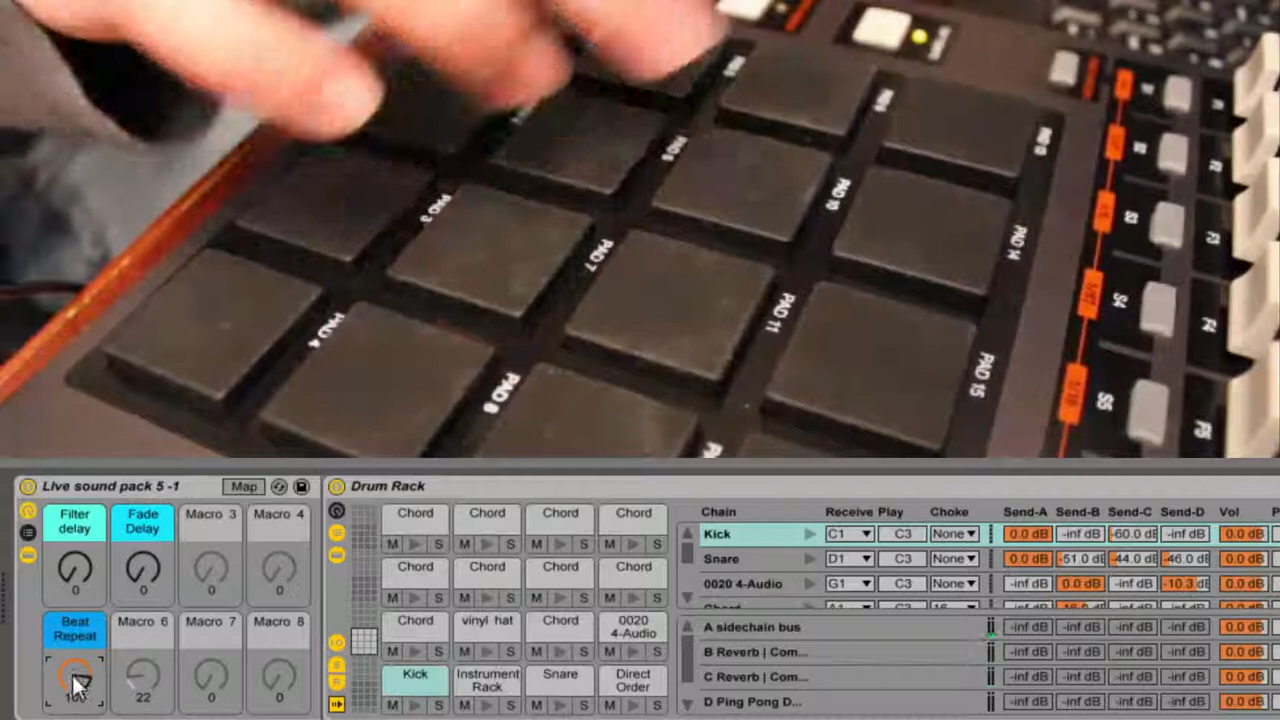 PAD 13
PAD 10
PAD 14
PAD 3
PAD 7
PAD 11
PAD 15
PAD 4
PAD 8
S3
S4
S5
F3
F4
F5
Live sound pack 5 -1
Map
Filter delay
Fade Delay
Macro 3
Macro 4
0
0
0
0
Beat Repeat
Macro 6
Macro 7
Macro 8
22
0
0
Drum Rack
Chord
Chord
Chord
Chord
M S M S M S M S
Chord
Chord
Chord
Chord
M S M S M S M S
Chord
vinyl hat
Chord
0020 4-Audio
M S M S M S M S
Kick
Instrument Rack
Snare
Direct Order
M S M S M S M S
Chain Receive Play Choke Send-A Send-B Send-C Send-D Vol
Kick C1 C3 None 0.0 dB -inf dB -60.0 dB -inf dB 0.0 dB
Snare D1 C3 None 0.0 dB -51.0 dB -44.0 dB -46.0 dB 0.0 dB
0020 4-Audio G1 C3 None -inf dB 0.0 dB -inf dB -10.3 dB 0.0 dB
A sidechain bus -inf dB -inf dB -inf dB -inf dB 0.0 dB
B Reverb | Com... -inf dB -inf dB -inf dB -inf dB 0.0 dB
C Reverb | Com... -inf dB -inf dB -inf dB -inf dB 0.0 dB
D Ping Pong D... -inf dB -inf dB -inf dB -inf dB 0.0 dB